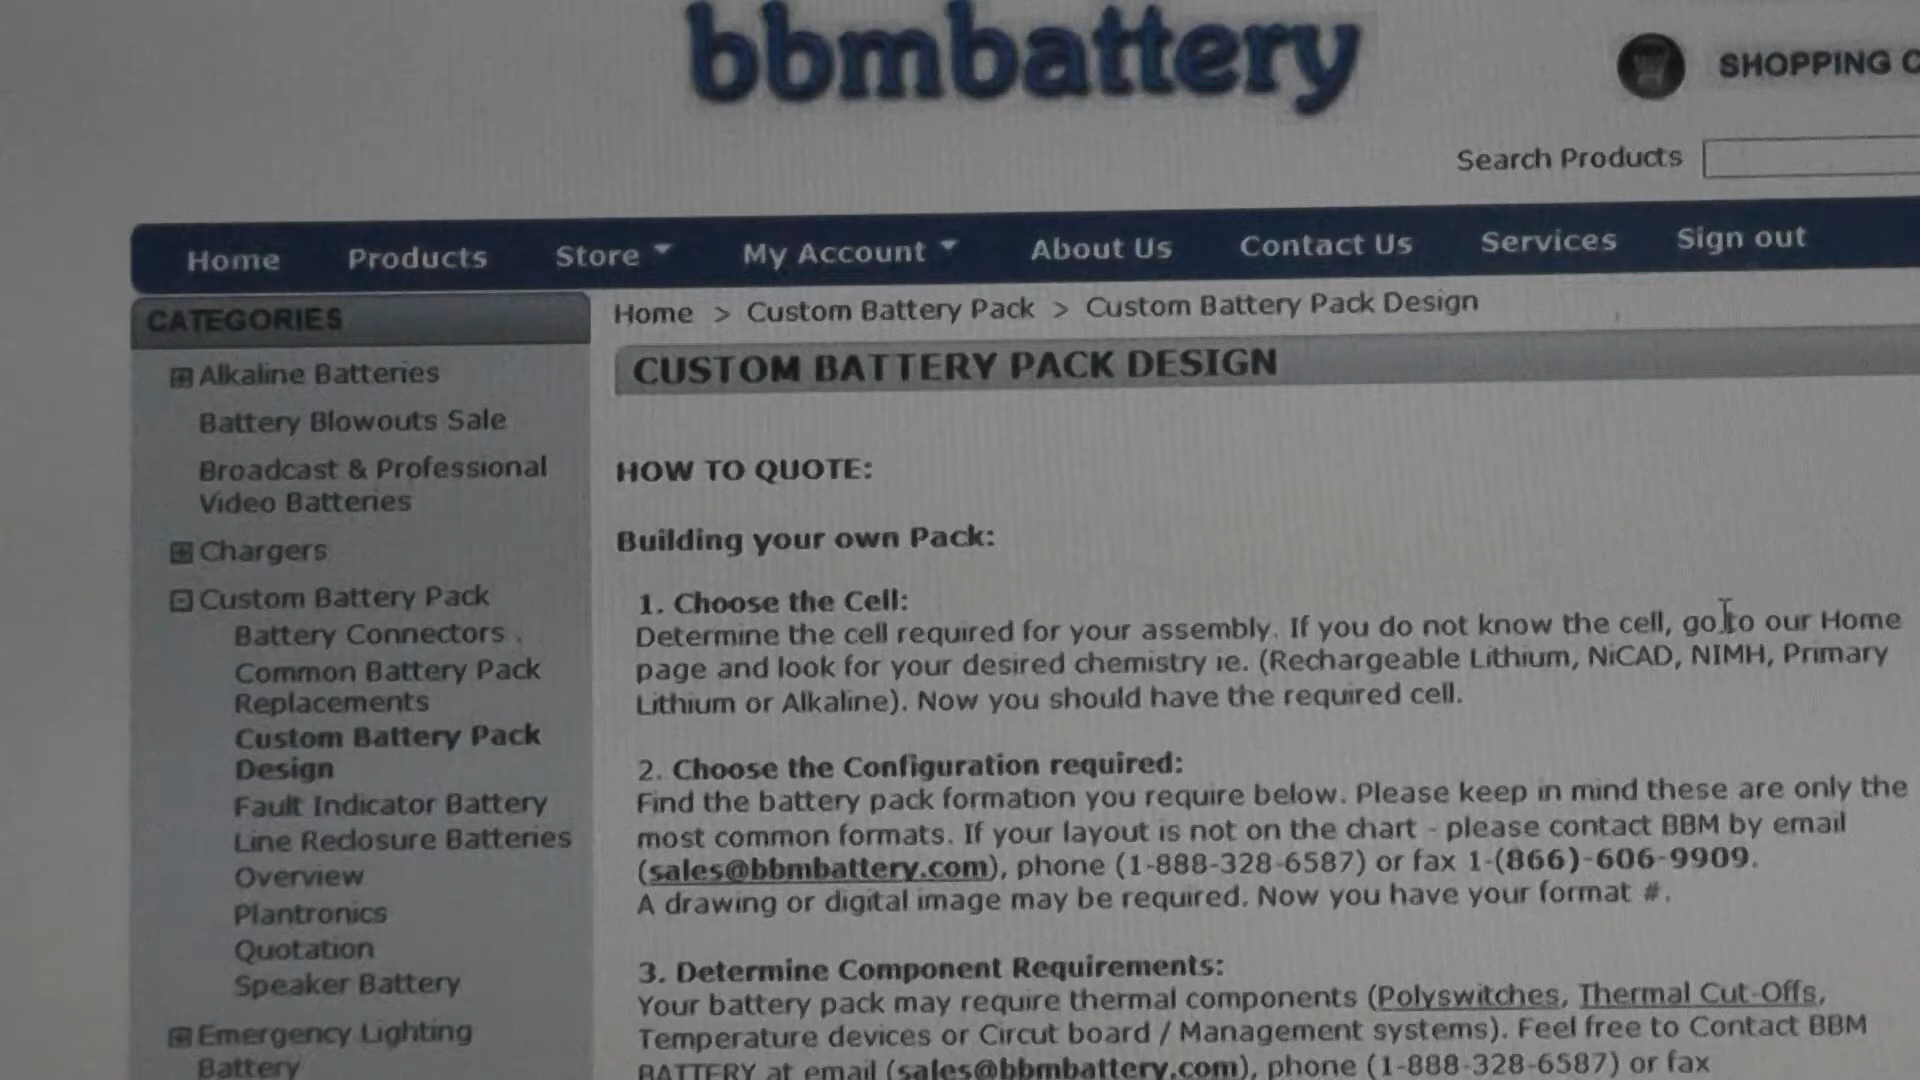 bbmbattery
SHOPPING
Search Products
Home Products Store My Account About Us Contact Us Services Sign out
CATEGORIES
Alkaline Batteries
Battery Blowouts Sale
Broadcast & Professional
Video Batteries
Chargers
Custom Battery Pack
Battery Connectors
Common Battery Pack
Replacements
Custom Battery Pack
Design
Fault Indicator Battery
Line Reclosure Batteries
Overview
Plantronics
Quotation
Speaker Battery
Emergency Lighting
Battery
Home > Custom Battery Pack > Custom Battery Pack Design
CUSTOM BATTERY PACK DESIGN
HOW TO QUOTE:
Building your own Pack:
1. Choose the Cell:
Determine the cell required for your assembly. If you do not know the cell, go to our Home
page and look for your desired chemistry ie. (Rechargeable Lithium, NiCAD, NIMH, Primary
Lithium or Alkaline). Now you should have the required cell.
2. Choose the Configuration required:
Find the battery pack formation you require below. Please keep in mind these are only the
most common formats. If your layout is not on the chart - please contact BBM by email
(sales@bbmbattery.com), phone (1-888-328-6587) or fax 1-(866)-606-9909.
A drawing or digital image may be required. Now you have your format #.
3. Determine Component Requirements:
Your battery pack may require thermal components (Polyswitches, Thermal Cut-Offs,
Temperature devices or Circut board / Management systems). Feel free to Contact BBM
BATTERY at email (sales@bbmbattery.com), phone (1-888-328-6587) or fax